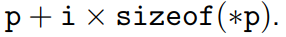 p + i × sizeof(*p).